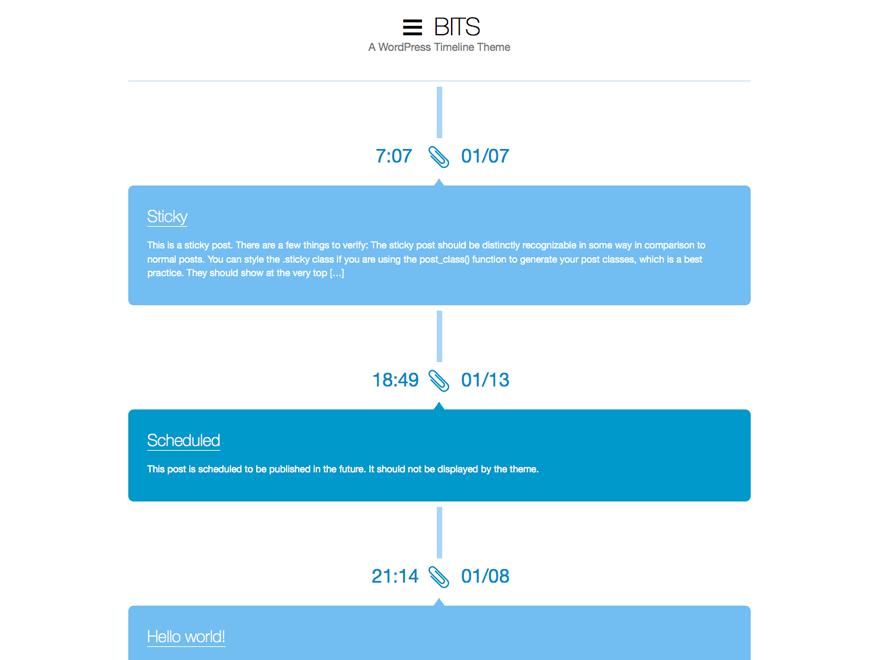 BITS
A WordPress Timeline Theme
7:07 01/07
Sticky
This is a sticky post. There are a few things to verify: The sticky post should be distinctly recognizable in some way in comparison to
normal posts. You can style the .sticky class if you are using the post_class() function to generate your post classes, which is a best
practice. They should show at the very top […]
18:49 01/13
Scheduled
This post is scheduled to be published in the future. It should not be displayed by the theme.
21:14 01/08
Hello world!